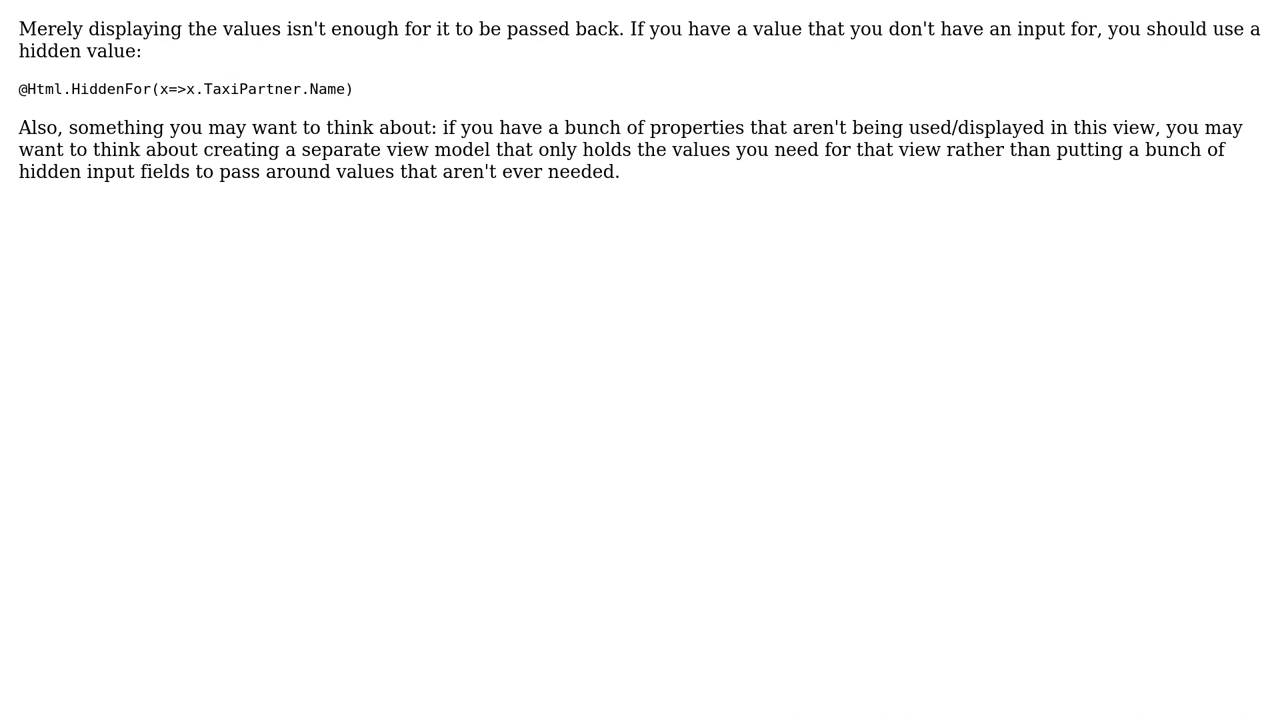 Merely displaying the values isn't enough for it to be passed back. If you have a value that you don't have an input for, you should use a
hidden value:
@Html.HiddenFor(x=>x.TaxiPartner.Name)
Also, something you may want to think about: if you have a bunch of properties that aren't being used/displayed in this view, you may
want to think about creating a separate view model that only holds the values you need for that view rather than putting a bunch of
hidden input fields to pass around values that aren't ever needed.